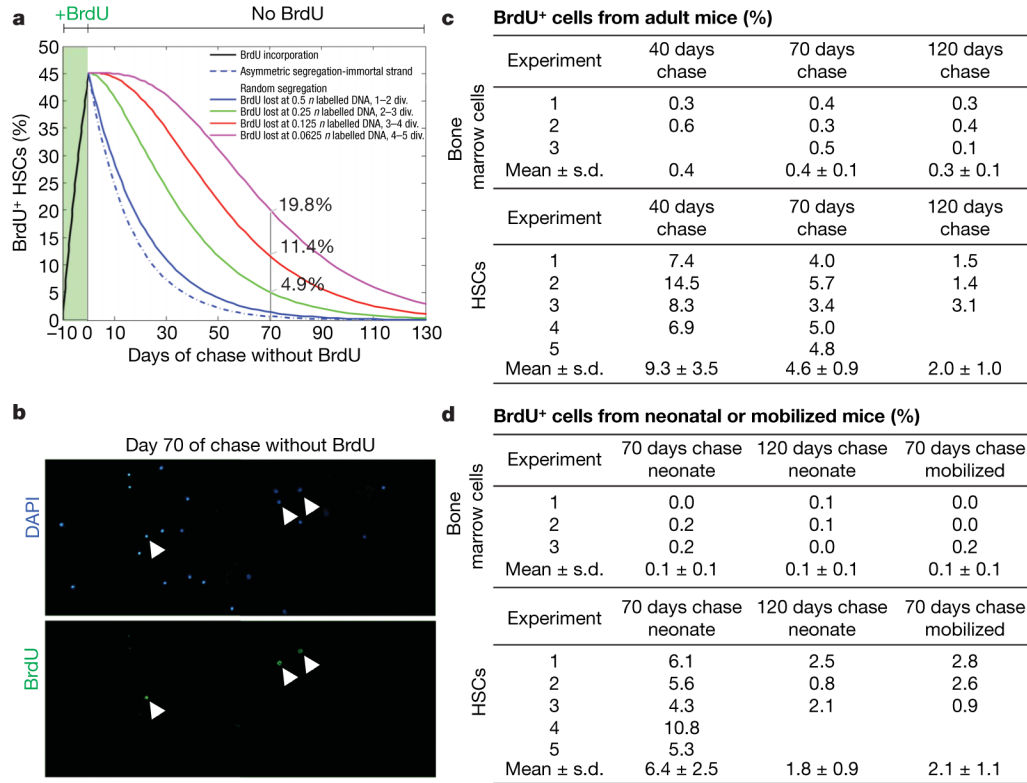 a
+BrdU
No BrdU
BrdU+ HSCs (%)
50
45
40
35
30
25
20
15
10
5
0
BrdU incorporation
Asymmetric segregation-immortal strand
Random segregation
BrdU lost at 0.5 n labelled DNA, 1–2 div.
BrdU lost at 0.25 n labelled DNA, 2–3 div.
BrdU lost at 0.125 n labelled DNA, 3–4 div.
BrdU lost at 0.0625 n labelled DNA, 4–5 div.
19.8%
11.4%
4.9%
–10 0 10 30 50 70 90 110 130
Days of chase without BrdU
b
Day 70 of chase without BrdU
DAPI
BrdU
c BrdU+ cells from adult mice (%)
Bone marrow cells
Experiment 40 days chase 70 days chase 120 days chase
1 0.3 0.4 0.3
2 0.6 0.3 0.4
3 0.5 0.1
Mean ± s.d. 0.4 0.4 ± 0.1 0.3 ± 0.1
HSCs
Experiment 40 days chase 70 days chase 120 days chase
1 7.4 4.0 1.5
2 14.5 5.7 1.4
3 8.3 3.4 3.1
4 6.9 5.0
5 4.8
Mean ± s.d. 9.3 ± 3.5 4.6 ± 0.9 2.0 ± 1.0
d BrdU+ cells from neonatal or mobilized mice (%)
Bone marrow cells
Experiment 70 days chase neonate 120 days chase neonate 70 days chase mobilized
1 0.0 0.1 0.0
2 0.2 0.1 0.0
3 0.2 0.0 0.2
Mean ± s.d. 0.1 ± 0.1 0.1 ± 0.1 0.1 ± 0.1
HSCs
Experiment 70 days chase neonate 120 days chase neonate 70 days chase mobilized
1 6.1 2.5 2.8
2 5.6 0.8 2.6
3 4.3 2.1 0.9
4 10.8
5 5.3
Mean ± s.d. 6.4 ± 2.5 1.8 ± 0.9 2.1 ± 1.1